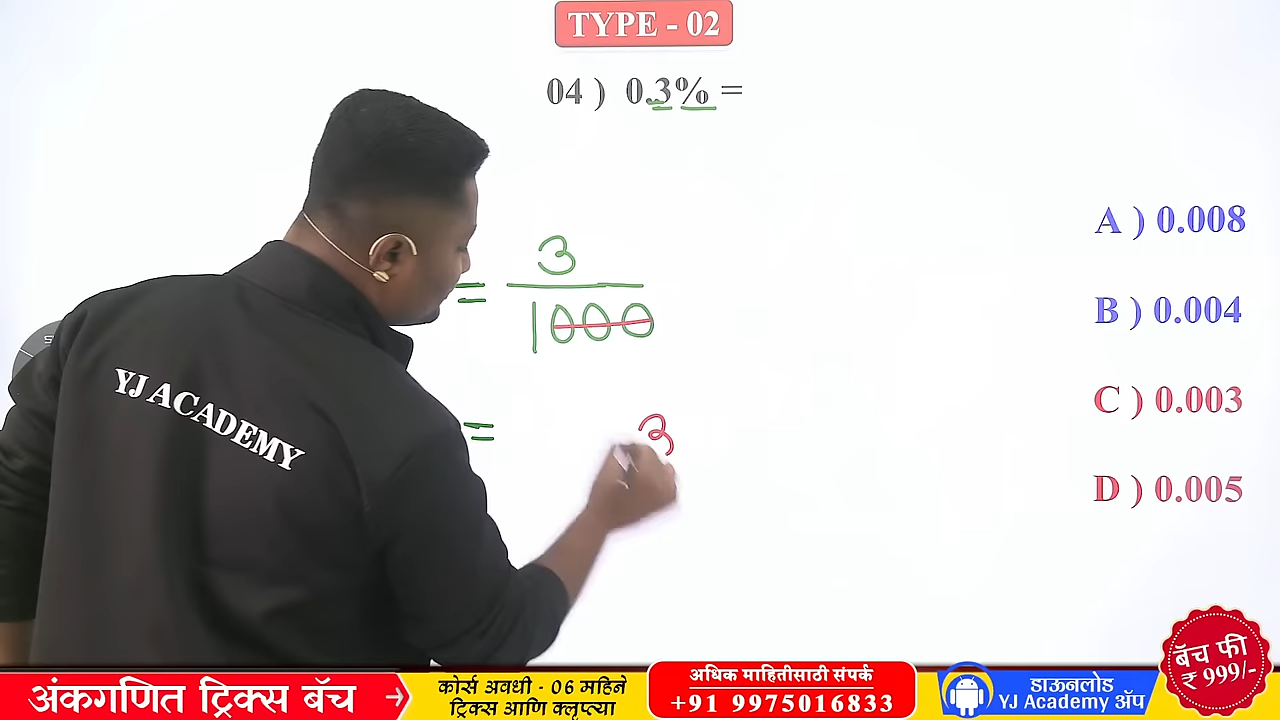 TYPE - 02
04 ) 0.3% =
A ) 0.008
= 3
1000
B ) 0.004
YJ ACADEMY
C ) 0.003
= 3
D ) 0.005
बॅच फी
₹ 999/-
अंकगणित ट्रिक्स बॅच
कोर्स अवधी - 06 महिने
ट्रिक्स आणि क्लृप्त्या
अधिक माहितीसाठी संपर्क
+91 9975016833
डाऊनलोड
YJ Academy ॲप